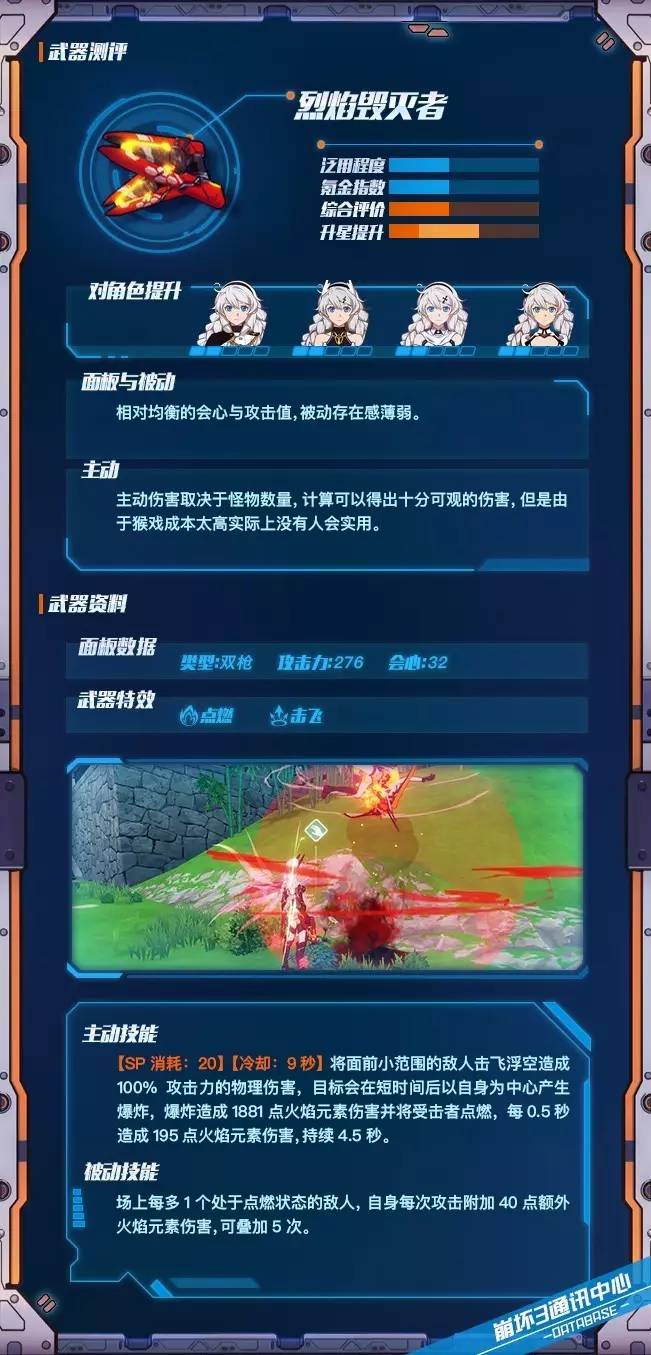 武器测评
烈焰毁灭者
泛用程度
氪金指数
综合评价
升星提升
对角色提升
面板与被动
相对均衡的会心与攻击值,被动存在感薄弱。
主动
主动伤害取决于怪物数量,计算可以得出十分可观的伤害,但是由
于猴戏成本太高实际上没有人会实用。
武器资料
面板数据
类型:双枪 攻击力:276 会心:32
武器特效
点燃 击飞
主动技能
【SP 消耗:20】【冷却:9 秒】将面前小范围的敌人击飞浮空造成
100% 攻击力的物理伤害,目标会在短时间后以自身为中心产生
爆炸,爆炸造成 1881 点火焰元素伤害并将受击者点燃,每 0.5 秒
造成 195 点火焰元素伤害,持续 4.5 秒。
被动技能
场上每多 1 个处于点燃状态的敌人,自身每次攻击附加 40 点额外
火焰元素伤害,可叠加 5 次。
崩坏3通讯中心
-DATABASE-